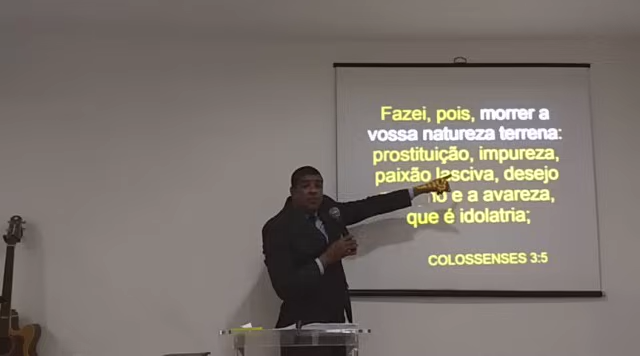 Fazei, pois, morrer a
vossa natureza terrena:
prostituição, impureza,
paixão lasciva, desejo
e a avareza,
que é idolatria;
COLOSSENSES 3:5